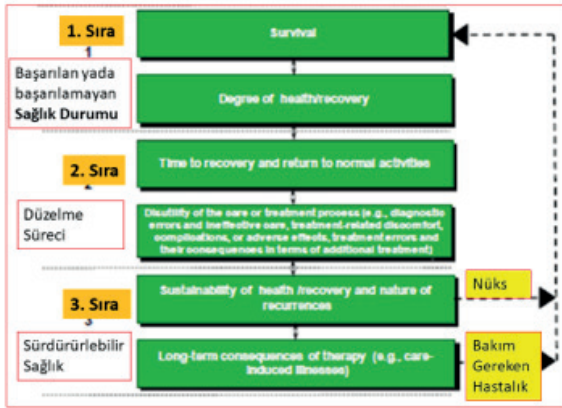 1. Sıra
1
Survival
Başarılan yada
başarılamayan
Sağlık Durumu
Degree of health/recovery
Time to recovery and return to normal activities
2. Sıra
2
Düzelme
Süreci
Disutility of the care or treatment process (e.g., diagnostic
errors and ineffective care, treatment-related discomfort,
complications, or adverse effects, treatment errors and
their consequences in terms of additional treatment)
3. Sıra
3
Sustainability of health /recovery and nature of
recurrences
Nüks
Sürdürürlebilir
Sağlık
Long-term consequences of therapy (e.g., care-
induced illnesses)
Bakım
Gereken
Hastalık